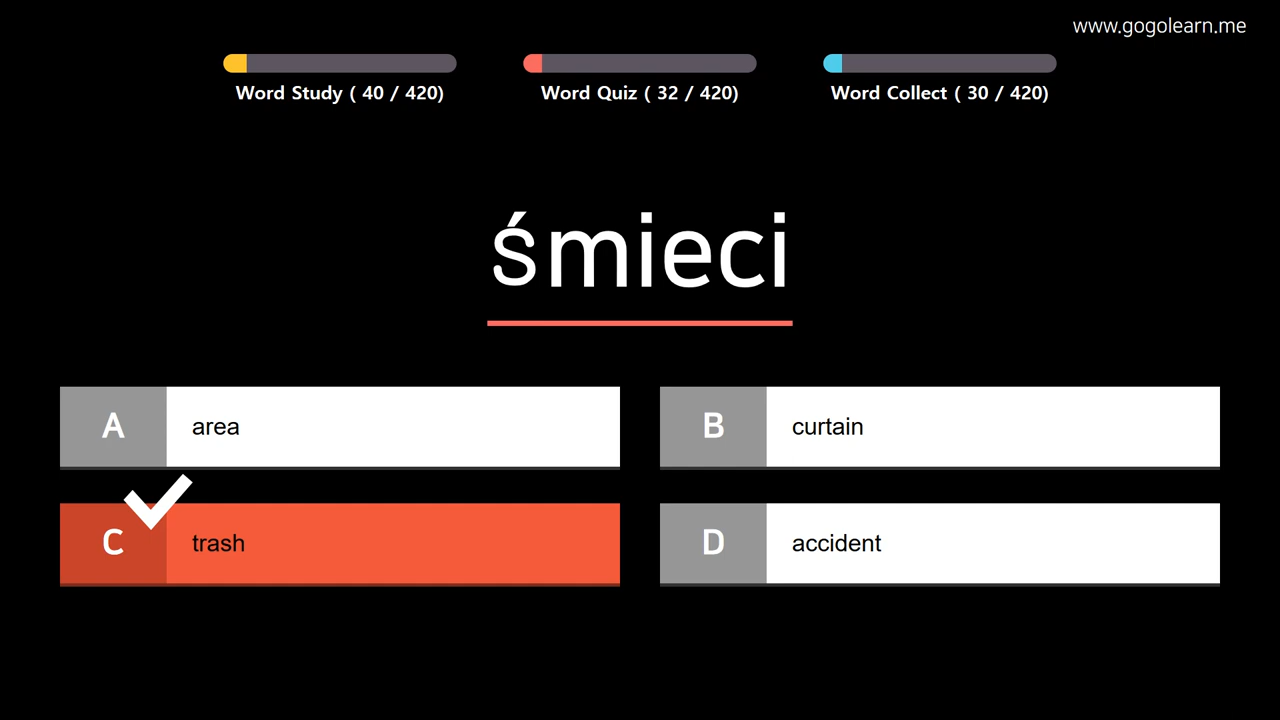 www.gogolearn.me
Word Study ( 40 / 420)
Word Quiz ( 32 / 420)
Word Collect ( 30 / 420)
śmieci
A area
B curtain
C trash
D accident